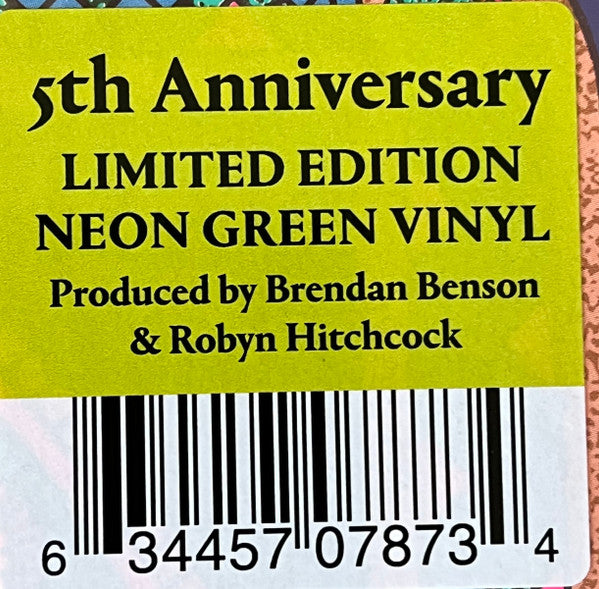 5th Anniversary
LIMITED EDITION
NEON GREEN VINYL
Produced by Brendan Benson
& Robyn Hitchcock
6 34457 07873 4